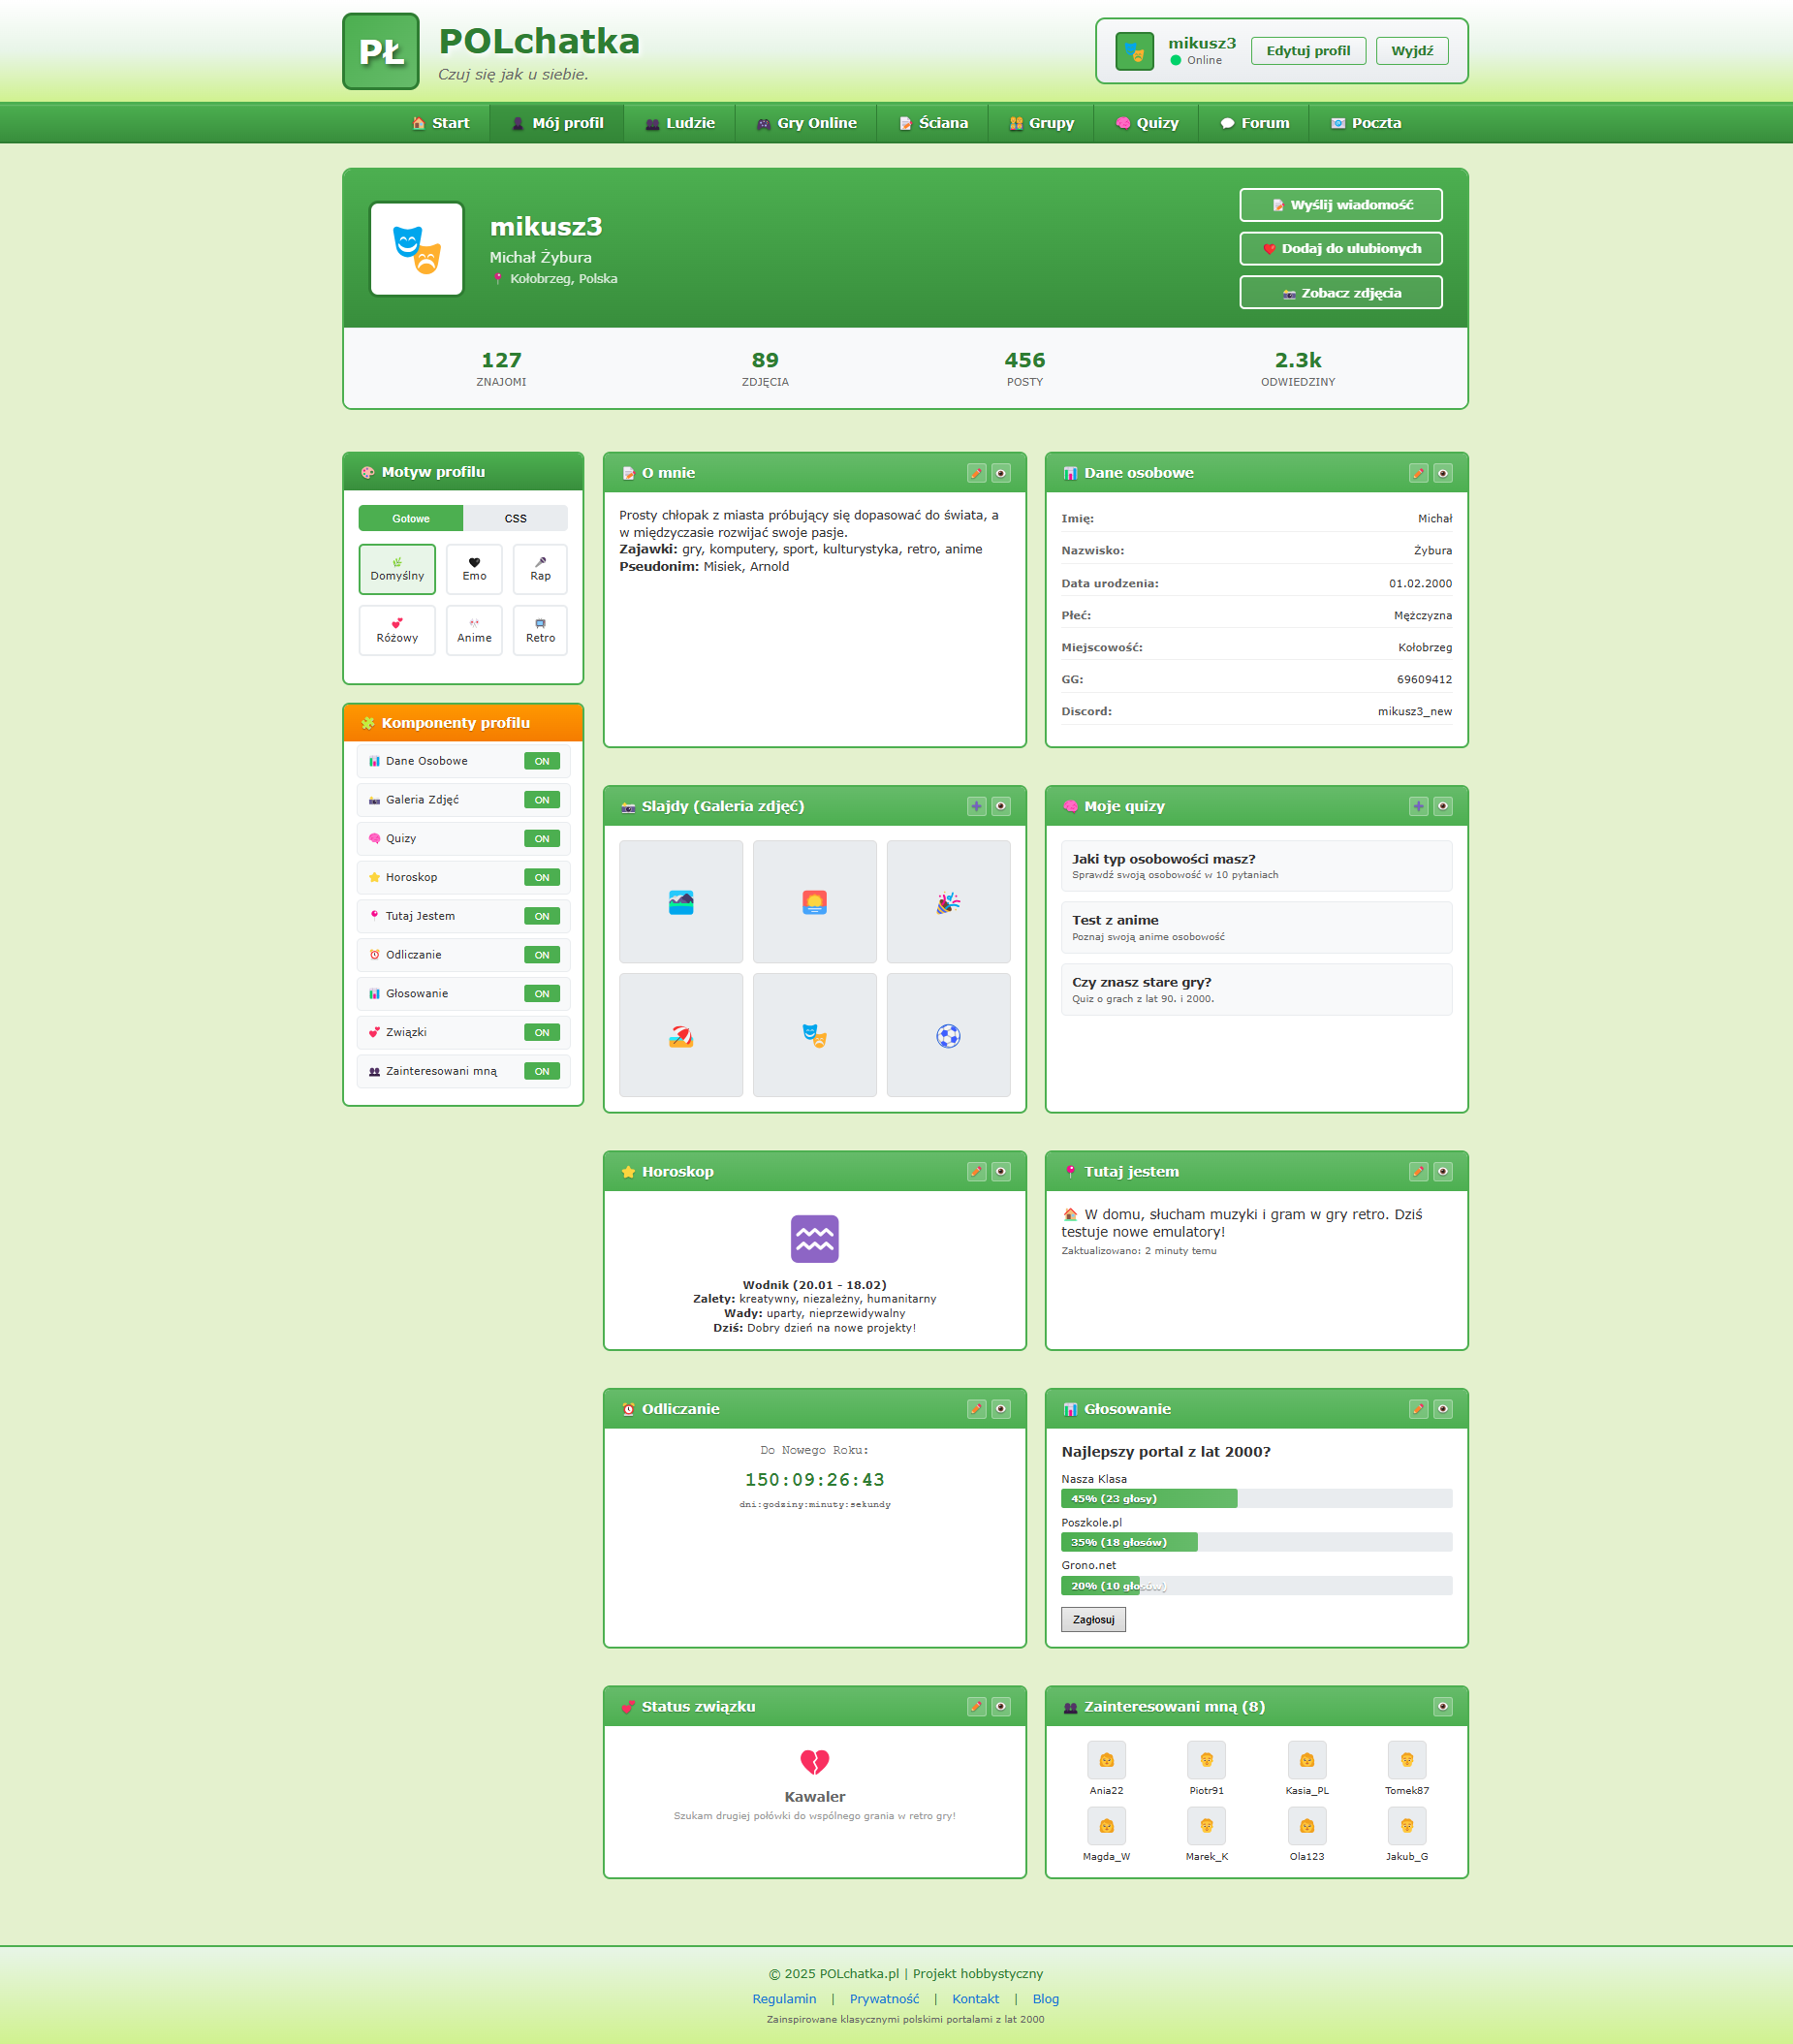 PŁ
POLchatka
Czuj się jak u siebie.
mikusz3
Online
Edytuj profil
Wyjdź
Start
Mój profil
Ludzie
Gry Online
Ściana
Grupy
Quizy
Forum
Poczta
mikusz3
Michał Żybura
Kołobrzeg, Polska
Wyślij wiadomość
Dodaj do ulubionych
Zobacz zdjęcia
127
ZNAJOMI
89
ZDJĘCIA
456
POSTY
2.3k
ODWIEDZINY
Motyw profilu
Gotowe
CSS
Domyślny
Emo
Rap
Różowy
Anime
Retro
Komponenty profilu
Dane Osobowe ON
Galeria Zdjęć ON
Quizy ON
Horoskop ON
Tutaj Jestem ON
Odliczanie ON
Głosowanie ON
Związki ON
Zainteresowani mną ON
O mnie
Prosty chłopak z miasta próbujący się dopasować do świata, a
w międzyczasie rozwijać swoje pasje.
Zajawki: gry, komputery, sport, kulturystyka, retro, anime
Pseudonim: Misiek, Arnold
Dane osobowe
Imię: Michał
Nazwisko: Żybura
Data urodzenia: 01.02.2000
Płeć: Mężczyzna
Miejscowość: Kołobrzeg
GG: 69609412
Discord: mikusz3_new
Slajdy (Galeria zdjęć)
Moje quizy
Jaki typ osobowości masz?
Sprawdź swoją osobowość w 10 pytaniach
Test z anime
Poznaj swoją anime osobowość
Czy znasz stare gry?
Quiz o grach z lat 90. i 2000.
Horoskop
Wodnik (20.01 - 18.02)
Zalety: kreatywny, niezależny, humanitarny
Wady: uparty, nieprzewidywalny
Dziś: Dobry dzień na nowe projekty!
Tutaj jestem
W domu, słucham muzyki i gram w gry retro. Dziś
testuje nowe emulatory!
Zaktualizowano: 2 minuty temu
Odliczanie
Do Nowego Roku:
150:09:26:43
dni:godziny:minuty:sekundy
Głosowanie
Najlepszy portal z lat 2000?
Nasza Klasa
45% (23 głosy)
Poszkole.pl
35% (18 głosów)
Grono.net
20% (10 głosów)
Zagłosuj
Status związku
Kawaler
Szukam drugiej połówki do wspólnego grania w retro gry!
Zainteresowani mną (8)
Ania22
Piotr91
Kasia_PL
Tomek87
Magda_W
Marek_K
Ola123
Jakub_G
© 2025 POLchatka.pl | Projekt hobbystyczny
Regulamin | Prywatność | Kontakt | Blog
Zainspirowane klasycznymi polskimi portalami z lat 2000